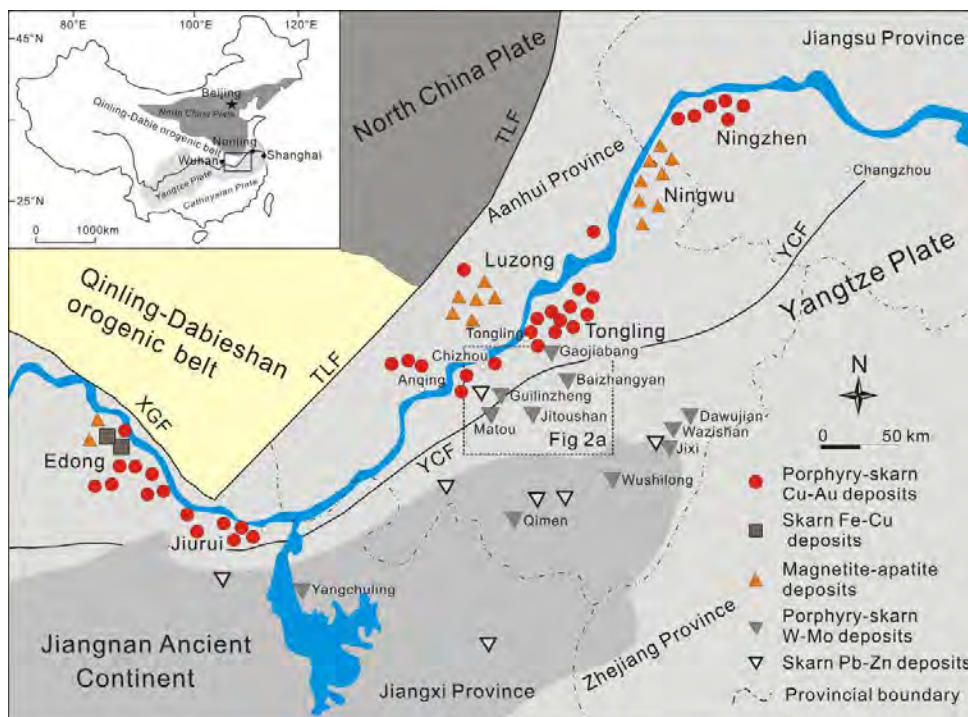 80°E
100°E
120°E
45°N
25°N
Beijing
North China Plate
Qinling-Dabie orogenic belt
Nanjing
Wuhan
Shanghai
Yangtze Plate
Cathaysian Plate
0 1000km
North China Plate
TLF
Jiangsu Province
Ningzhen
Aanhui Province
Ningwu
Changzhou
YCF
Yangtze Plate
Luzong
Qinling-Dabieshan
orogenic belt
TLF
Tongling
Tongling
Gaojiabang
Chizhou
Anqing
Baizhangyan
Guilinzheng
Matou
Jitoushan
Fig 2a
N
0 50 km
XGF
YCF
Dawujian
Wazishan
Jixi
Edong
Wushilong
Qimen
Jiurui
Yangchuling
Jiangnan Ancient
Continent
Jiangxi Province
Zhejiang Province
Porphyry-skarn
Cu-Au deposits
Skarn Fe-Cu
deposits
Magnetite-apatite
deposits
Porphyry-skarn
W-Mo deposits
Skarn Pb-Zn deposits
Provincial boundary